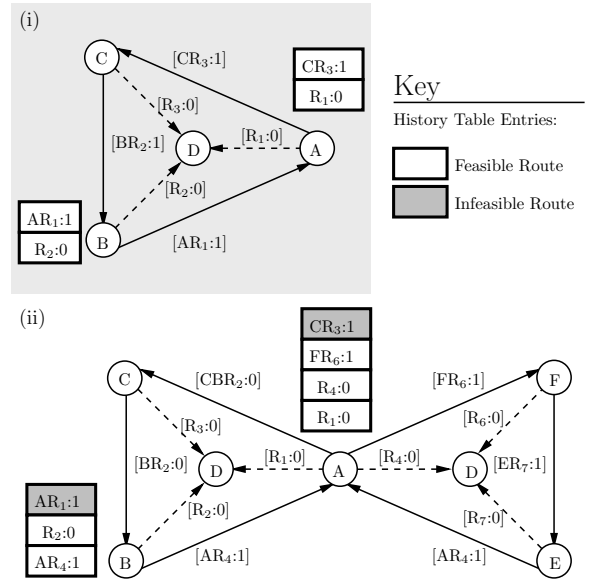 (i)
C
[CR₃:1]
CR₃:1
R₁:0
[R₃:0]
[BR₂:1]
D
[R₁:0]
A
[R₂:0]
AR₁:1
R₂:0
B
[AR₁:1]
Key
History Table Entries:
Feasible Route
Infeasible Route
(ii)
CR₃:1
FR₆:1
R₄:0
R₁:0
C
[CBR₂:0]
[FR₆:1]
F
[R₃:0]
[R₆:0]
[BR₂:0]
D
[R₁:0]
A
[R₄:0]
D
[ER₇:1]
[R₂:0]
[R₇:0]
AR₁:1
R₂:0
AR₄:1
B
[AR₄:1]
[AR₄:1]
E